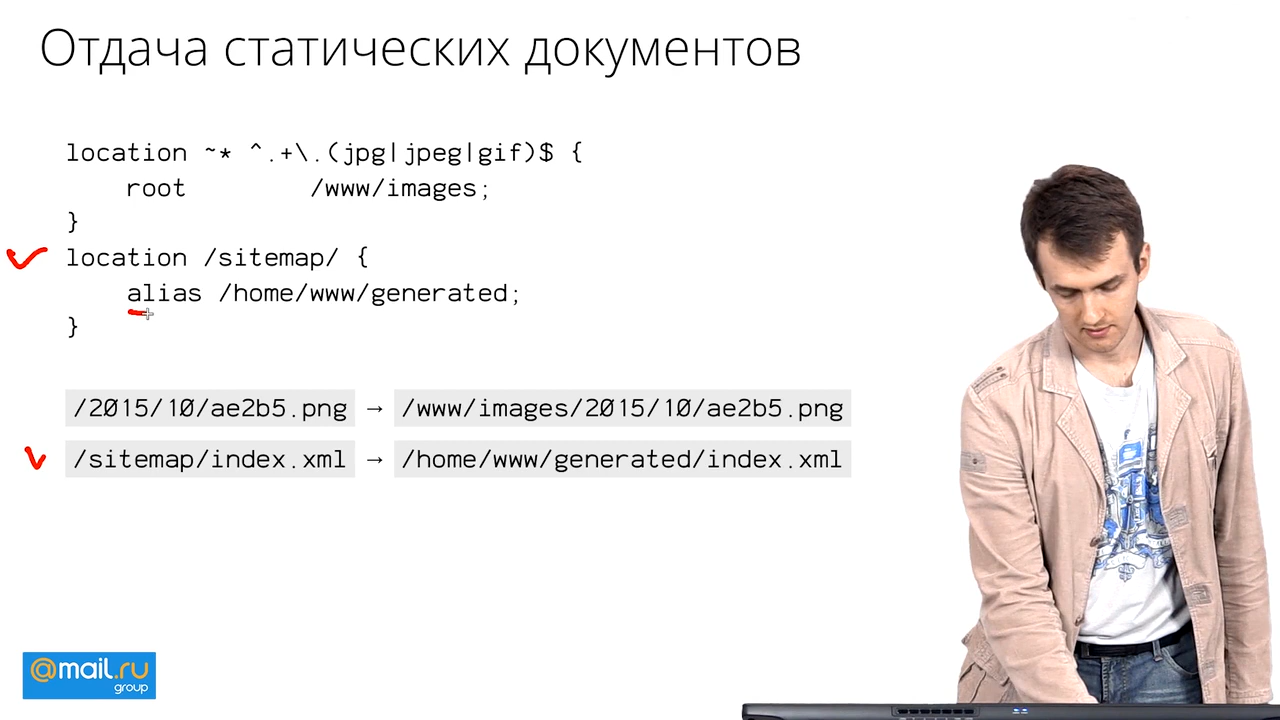 Отдача статических документов
location ~* ^.+\.(jpg|jpeg|gif)$ {
root /www/images;
}
location /sitemap/ {
alias /home/www/generated;
}
/2015/10/ae2b5.png → /www/images/2015/10/ae2b5.png
/sitemap/index.xml → /home/www/generated/index.xml
@mail.ru
group